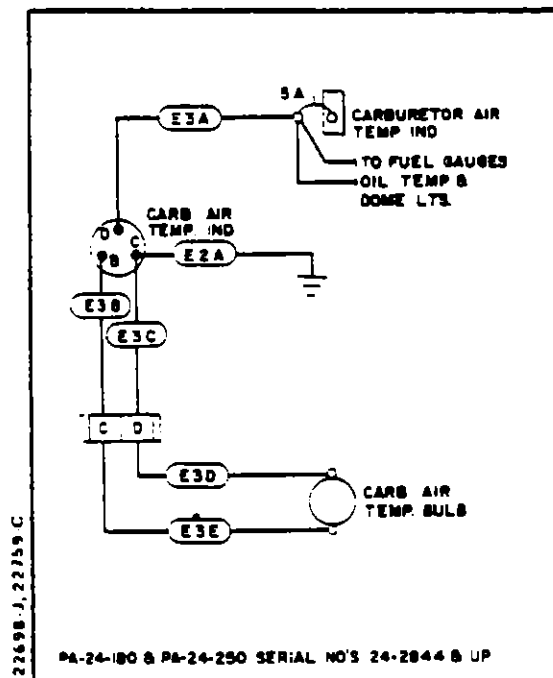 5A
CARBURETOR AIR
TEMP IND
E3A
TO FUEL GAUGES
OIL TEMP &
DOME LTS.
CARB AIR
TEMP. IND
D
C
B
E2A
E3B
E3C
C D
E3D
CARB AIR
TEMP. BULB
E3E
22698-J, 22759-C
PA-24-180 & PA-24-250 SERIAL NO'S 24-2844 & UP